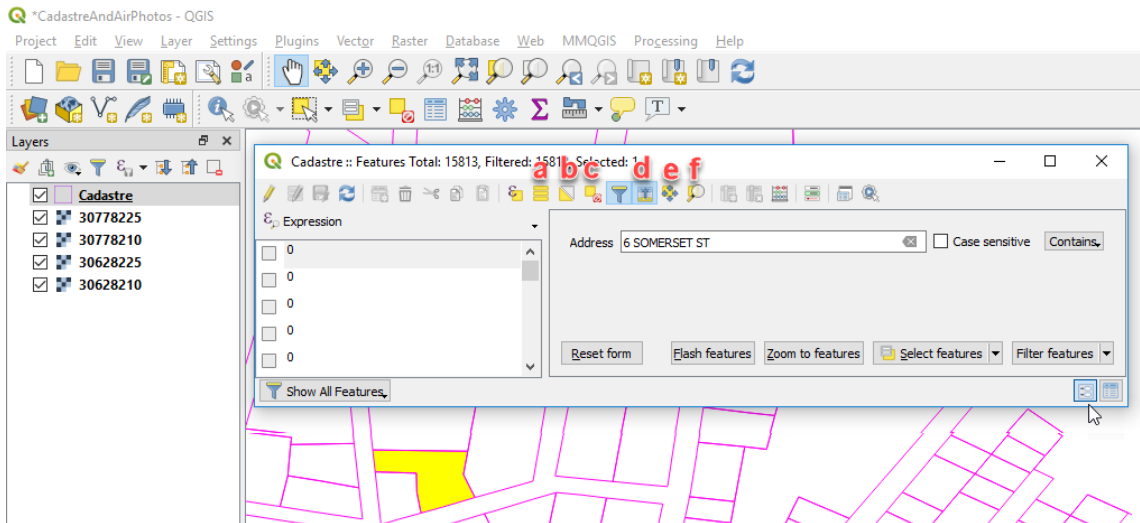 *CadastreAndAirPhotos - QGIS
Project Edit View Layer Settings Plugins Vector Raster Database Web MMQGIS Processing Help
1:1
a
T
Layers
Cadastre
30778225
30778210
30628225
30628210
Cadastre :: Features Total: 15813, Filtered: 1581 Selected: 1
a b c d e f
Expression
0
0
0
0
0
Address 6 SOMERSET ST Case sensitive Contains
Reset form Flash features Zoom to features Select features Filter features
Show All Features